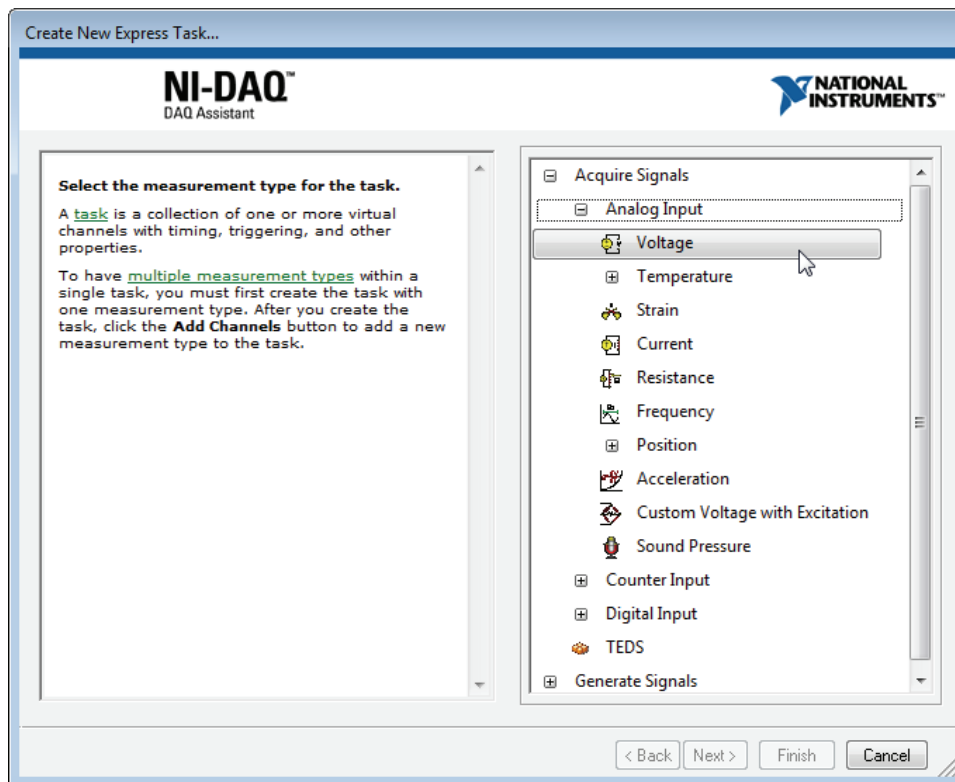 Create New Express Task...
NI-DAQ™
DAQ Assistant
NATIONAL
INSTRUMENTS™
Select the measurement type for the task.
A task is a collection of one or more virtual
channels with timing, triggering, and other
properties.
To have multiple measurement types within a
single task, you must first create the task with
one measurement type. After you create the
task, click the Add Channels button to add a new
measurement type to the task.
Acquire Signals
Analog Input
Voltage
Temperature
Strain
Current
Resistance
Frequency
Position
Acceleration
Custom Voltage with Excitation
Sound Pressure
Counter Input
Digital Input
TEDS
Generate Signals
< Back Next > Finish Cancel